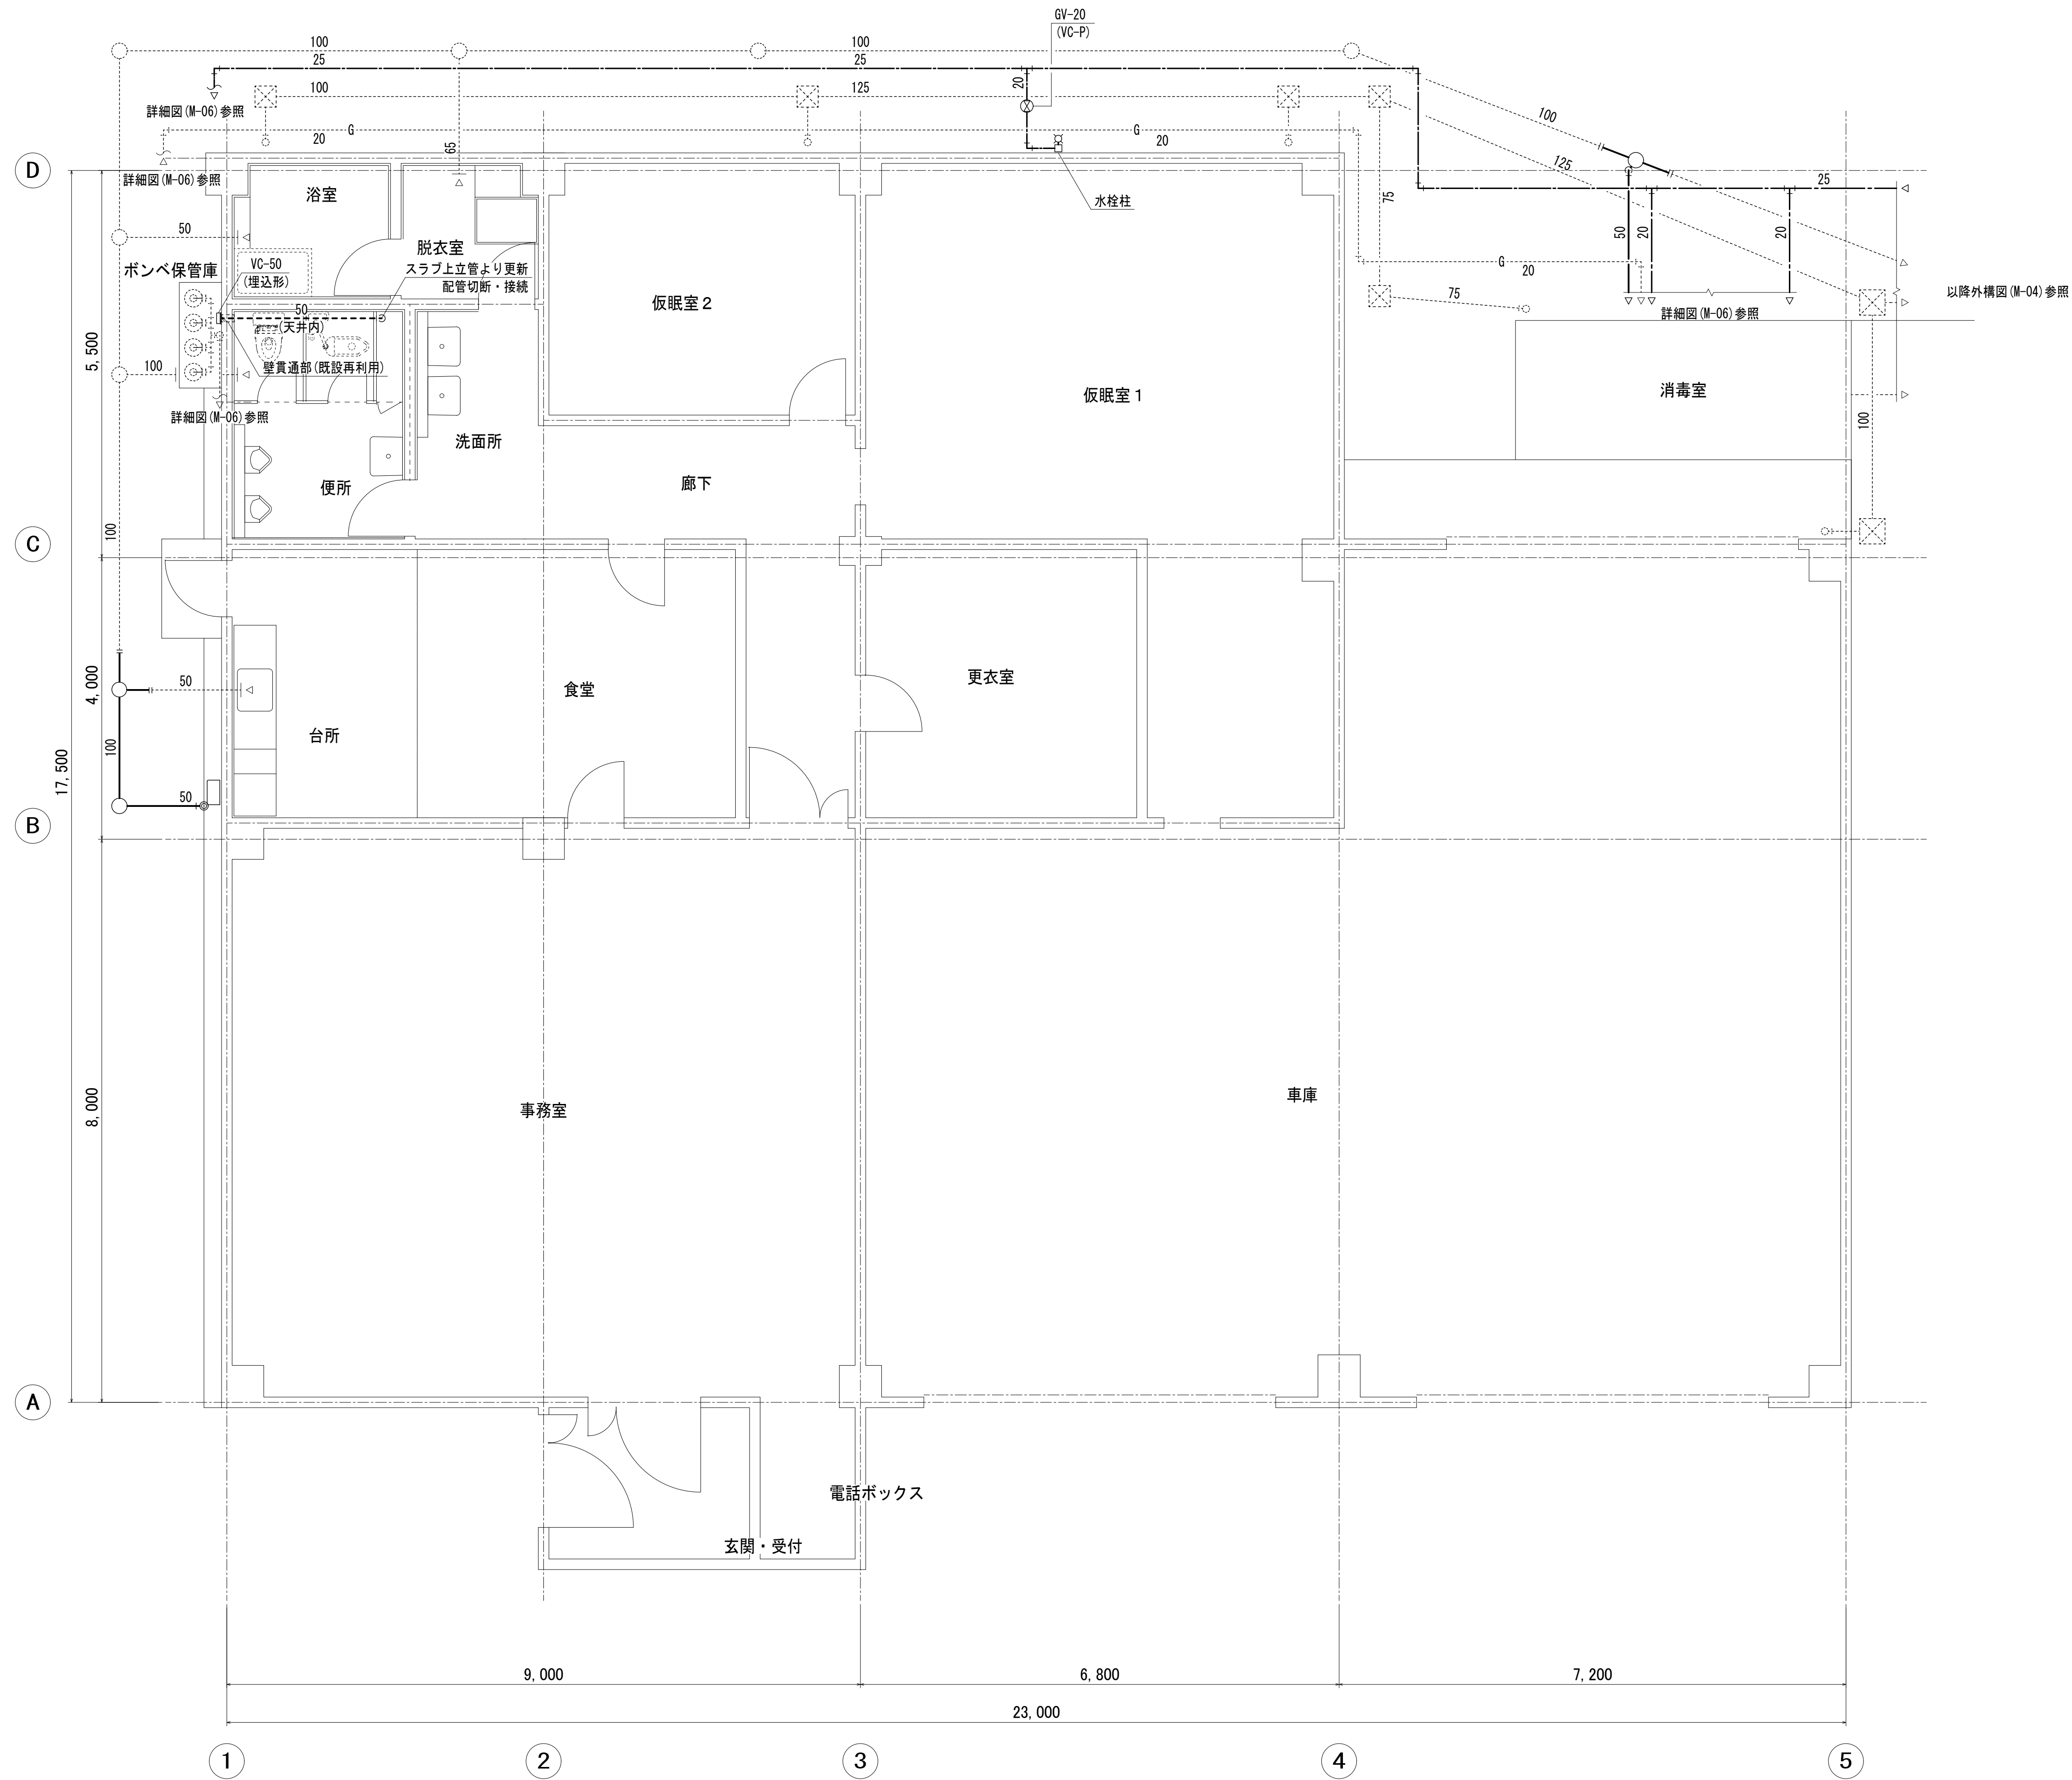 GV-20
(VC-P)
100
100
25
25
20
100
125
詳細図(M-06)参照
G
G
20
20
100
65
125
D
詳細図(M-06)参照
浴室
25
75
水栓柱
50
脱衣室
50
20
20
VC-50
(埋込形)
ボンベ保管庫
スラブ上立管より更新
配管切断・接続
G
20
75
以降外構図(M-04)参照
仮眠室2
50
(天井内)
詳細図(M-06)参照
5,500
壁貫通部(既設再利用)
100
仮眠室1
消毒室
詳細図(M-06)参照
100
洗面所
便所
廊下
100
C
50
4,000
食堂
更衣室
台所
100
17,500
50
B
8,000
事務室
車庫
A
電話ボックス
玄関・受付
9,000
6,800
7,200
23,000
1
2
3
4
5